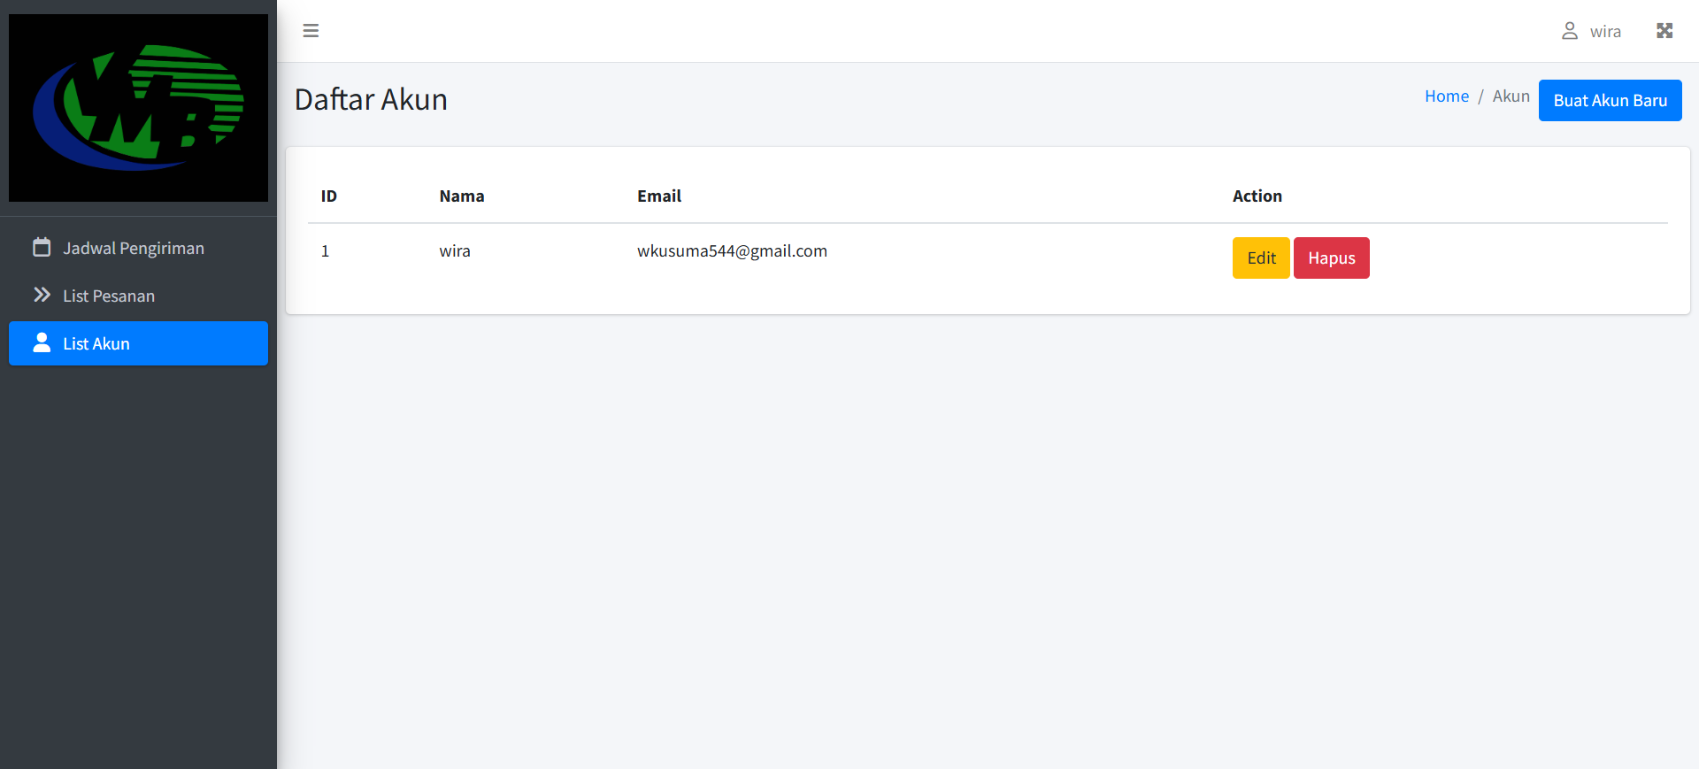 WMB
wira
Daftar Akun
Home / Akun
Buat Akun Baru
Jadwal Pengiriman
List Pesanan
List Akun
ID Nama Email Action
1 wira wkusuma544@gmail.com Edit Hapus